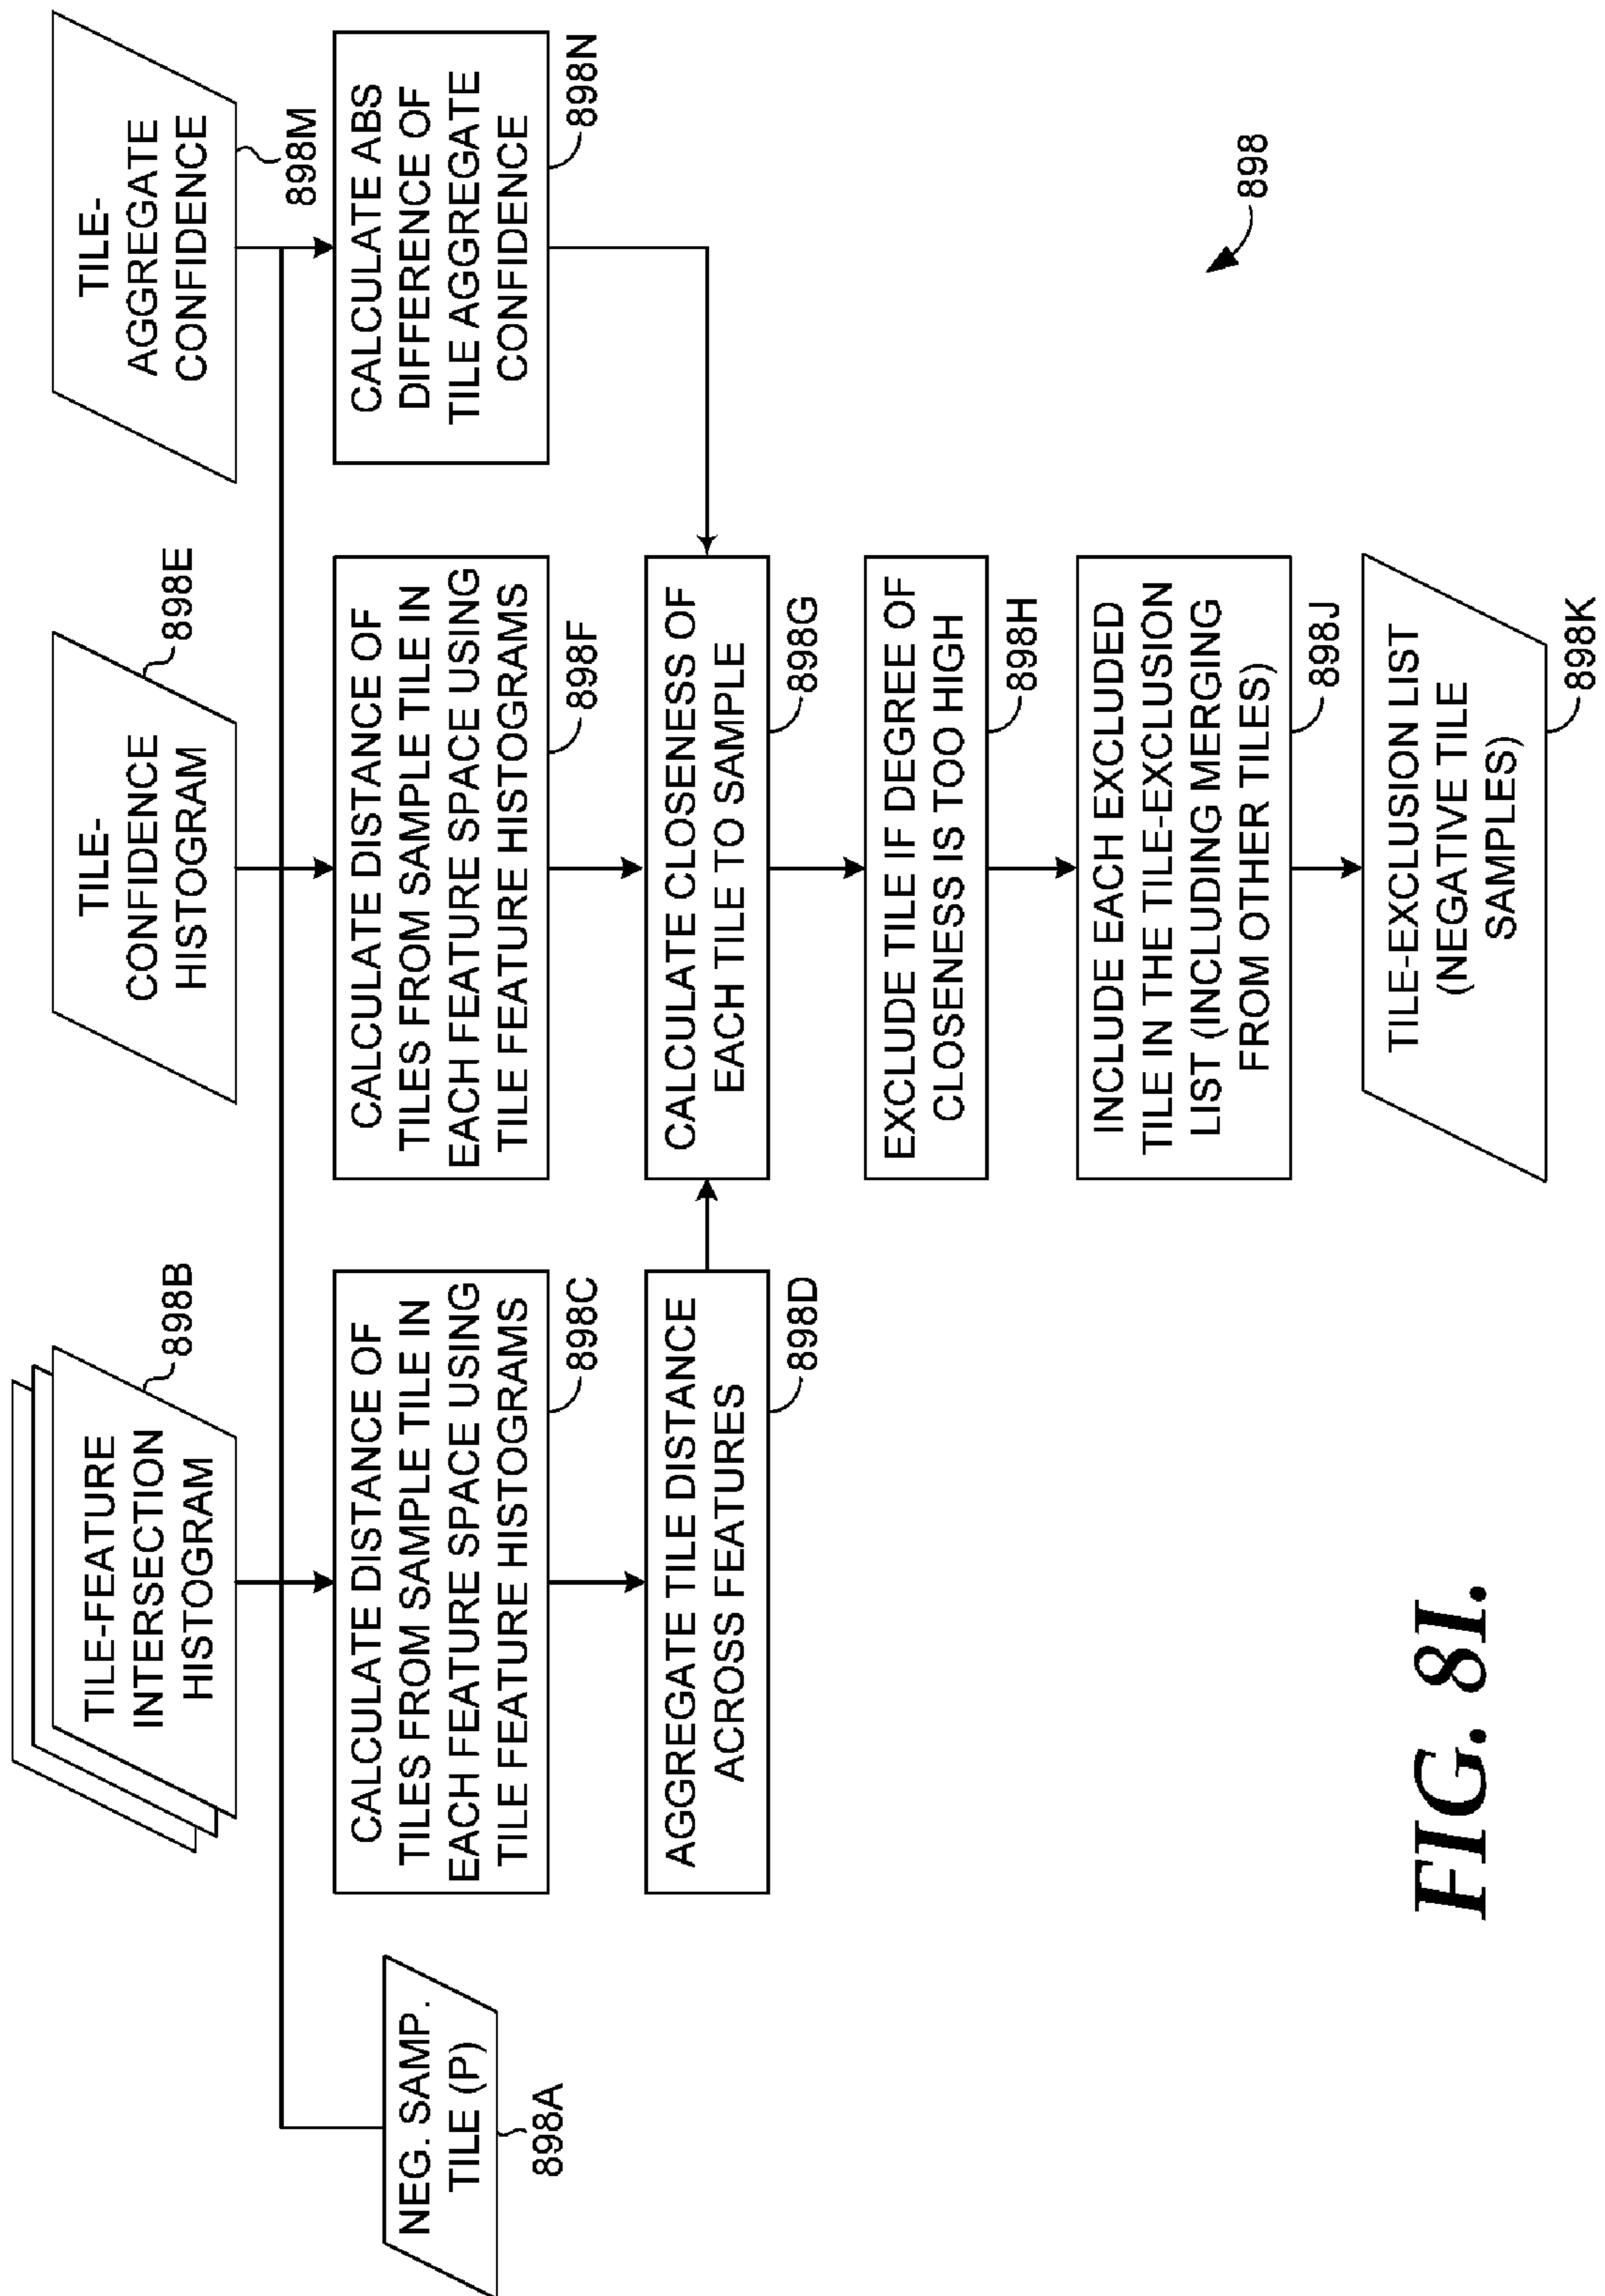 NEG. SAMP.
TILE (P)
898A
TILE-FEATURE
INTERSECTION
HISTOGRAM
898B
CALCULATE DISTANCE OF
TILES FROM SAMPLE TILE IN
EACH FEATURE SPACE USING
TILE FEATURE HISTOGRAMS
898C
AGGREGATE TILE DISTANCE
ACROSS FEATURES
898D
TILE-
CONFIDENCE
HISTOGRAM
898E
CALCULATE DISTANCE OF
TILES FROM SAMPLE TILE IN
EACH FEATURE SPACE USING
TILE FEATURE HISTOGRAMS
898F
CALCULATE CLOSENESS OF
EACH TILE TO SAMPLE
898G
EXCLUDE TILE IF DEGREE OF
CLOSENESS IS TOO HIGH
898H
INCLUDE EACH EXCLUDED
TILE IN THE TILE-EXCLUSION
LIST (INCLUDING MERGING
FROM OTHER TILES)
898J
TILE-EXCLUSION LIST
(NEGATIVE TILE
SAMPLES)
898K
TILE-
AGGREGATE
CONFIDENCE
898M
CALCULATE ABS
DIFFERENCE OF
TILE AGGREGATE
CONFIDENCE
898N
898
FIG. 8I.